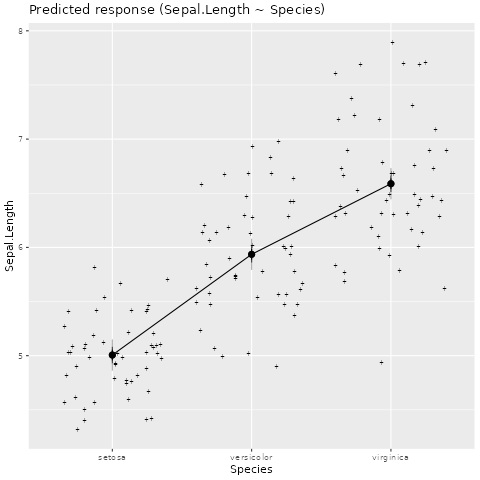 Predicted response (Sepal.Length ~ Species)
8
7
6
5
Sepal.Length
setosa
versicolor
virginica
Species